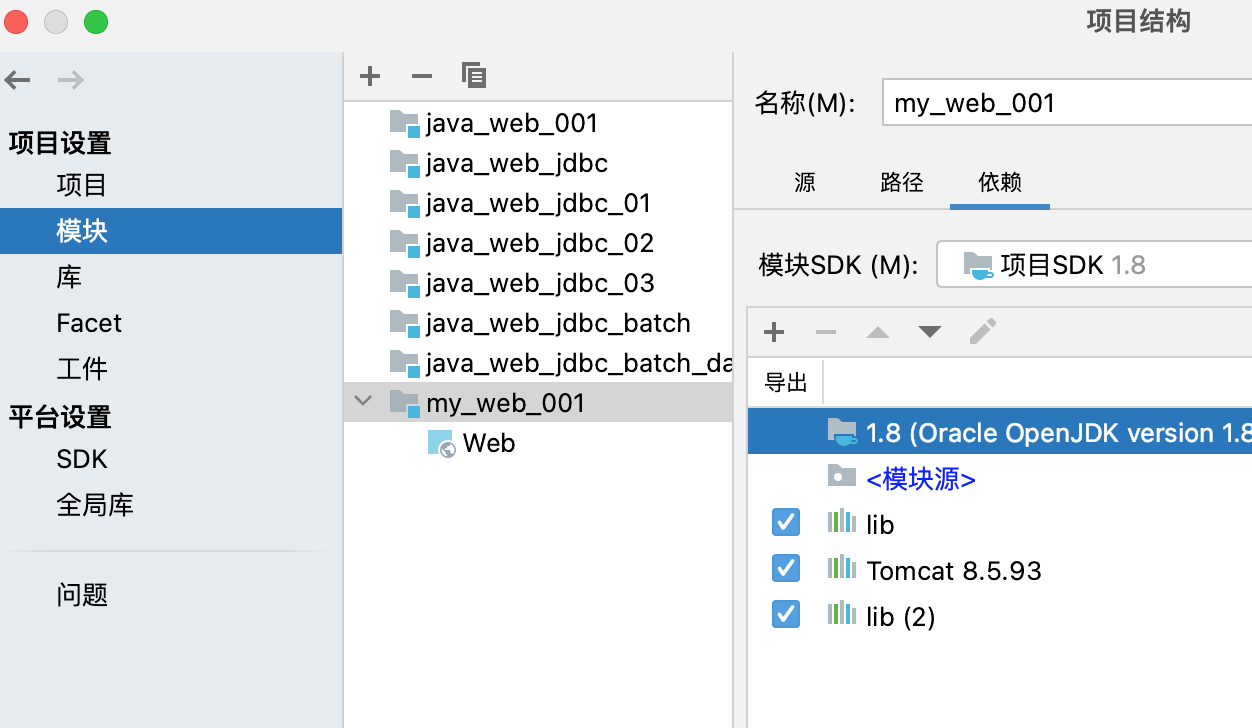 项目结构
项目设置
项目
模块
库
Facet
工件
平台设置
SDK
全局库
问题
java_web_001
java_web_jdbc
java_web_jdbc_01
java_web_jdbc_02
java_web_jdbc_03
java_web_jdbc_batch
java_web_jdbc_batch_da
my_web_001
Web
名称(M): my_web_001
源 路径 依赖
模块SDK (M): 项目SDK 1.8
导出
1.8 (Oracle OpenJDK version 1.8
<模块源>
lib
Tomcat 8.5.93
lib (2)